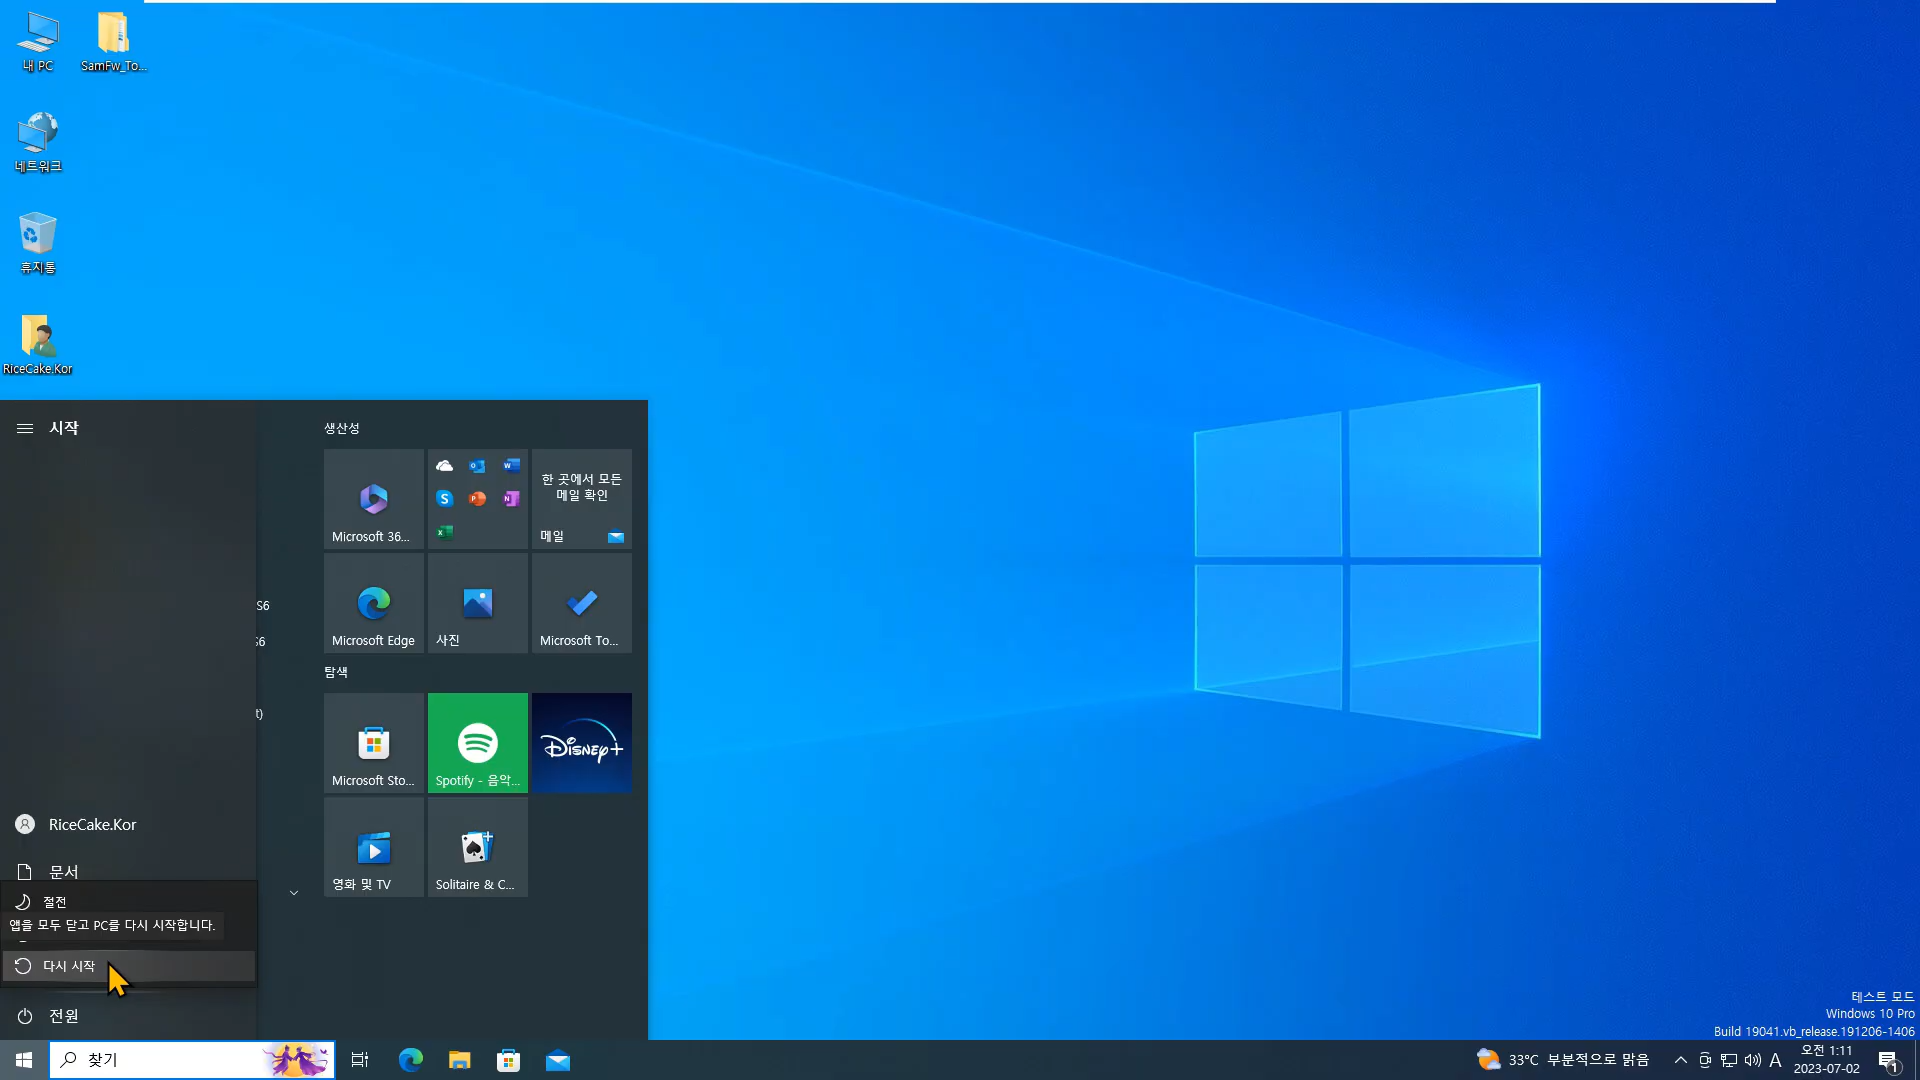 내 PC
SamFw_To...
네트워크
휴지통
RiceCake.Kor
시작
생산성
Microsoft 36...
한 곳에서 모든
메일 확인
메일
Microsoft Edge
사진
Microsoft To...
S6
S6
탐색
t)
Microsoft Sto...
Spotify - 음악...
Disney+
영화 및 TV
Solitaire & C...
RiceCake.Kor
문서
절전
앱을 모두 닫고 PC를 다시 시작합니다.
다시 시작
전원
찾기
테스트 모드
Windows 10 Pro
Build 19041.vb_release.191206-1406
33°C 부분적으로 맑음
A
오전 1:11
2023-07-02
1